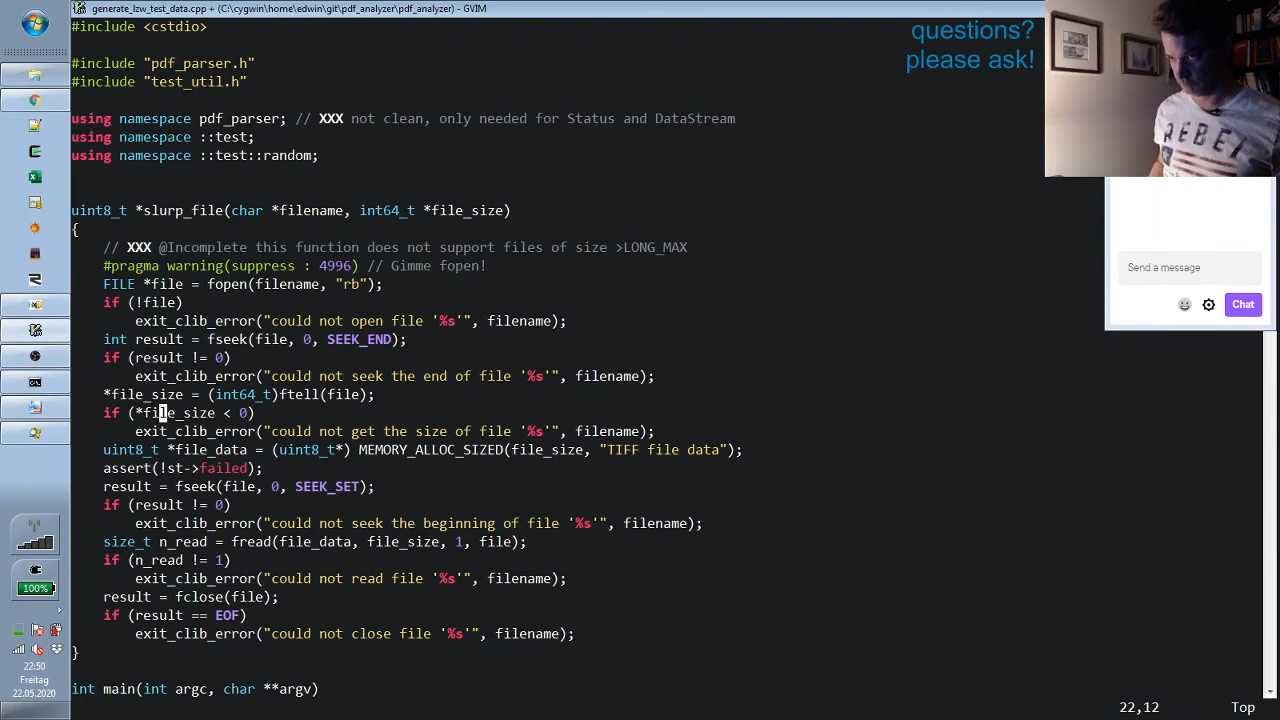 generate_lzw_test_data.cpp + (C:\cygwin\home\edwin\git\pdf_analyzer\pdf_analyzer) - GVIM
#include <cstdio>
#include "pdf_parser.h"
#include "test_util.h"
using namespace pdf_parser; // XXX not clean, only needed for Status and DataStream
using namespace ::test;
using namespace ::test::random;
uint8_t *slurp_file(char *filename, int64_t *file_size)
{
    // XXX @Incomplete this function does not support files of size >LONG_MAX
    #pragma warning(suppress : 4996) // Gimme fopen!
    FILE *file = fopen(filename, "rb");
    if (!file)
        exit_clib_error("could not open file '%s'", filename);
    int result = fseek(file, 0, SEEK_END);
    if (result != 0)
        exit_clib_error("could not seek the end of file '%s'", filename);
    *file_size = (int64_t)ftell(file);
    if (*file_size < 0)
        exit_clib_error("could not get the size of file '%s'", filename);
    uint8_t *file_data = (uint8_t*) MEMORY_ALLOC_SIZED(file_size, "TIFF file data");
    assert(!st->failed);
    result = fseek(file, 0, SEEK_SET);
    if (result != 0)
        exit_clib_error("could not seek the beginning of file '%s'", filename);
    size_t n_read = fread(file_data, file_size, 1, file);
    if (n_read != 1)
        exit_clib_error("could not read file '%s'", filename);
    result = fclose(file);
    if (result == EOF)
        exit_clib_error("could not close file '%s'", filename);
}
int main(int argc, char **argv)
22,12 Top
questions?
please ask!
REBEL
Send a message
Chat
100%
22:50
Freitag
22.05.2020